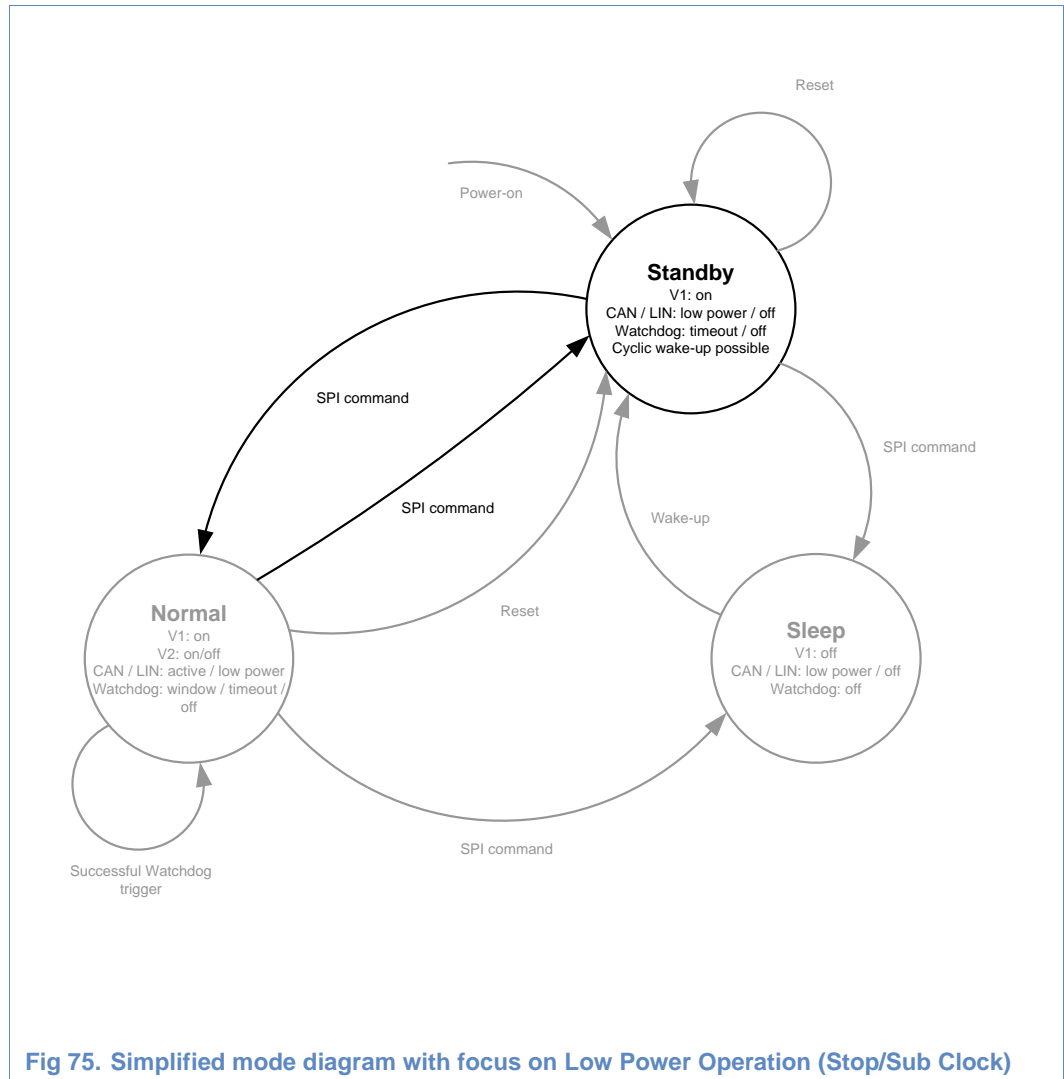 Reset
Power-on
Standby
V1: on
CAN / LIN: low power / off
Watchdog: timeout / off
Cyclic wake-up possible
SPI command
SPI command
SPI command
Wake-up
Reset
Normal
V1: on
V2: on/off
CAN / LIN: active / low power
Watchdog: window / timeout /
off
Sleep
V1: off
CAN / LIN: low power / off
Watchdog: off
SPI command
Successful Watchdog
trigger
Fig 75. Simplified mode diagram with focus on Low Power Operation (Stop/Sub Clock)